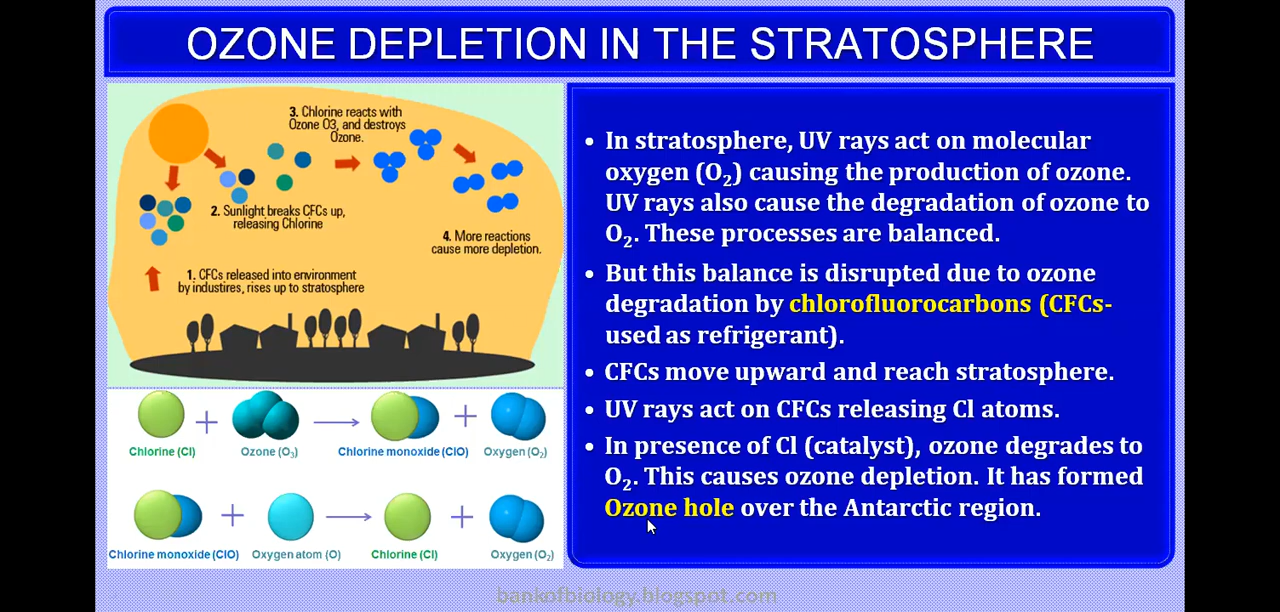 OZONE DEPLETION IN THE STRATOSPHERE
3. Chlorine reacts with
Ozone O3, and destroys
Ozone.
2. Sunlight breaks CFCs up,
releasing Chlorine
4. More reactions
cause more depletion.
1. CFCs released into environment
by industires, rises up to stratosphere
Chlorine (Cl)
+
Ozone (O₃)
Chlorine monoxide (ClO)
+
Oxygen (O₂)
Chlorine monoxide (ClO)
+
Oxygen atom (O)
Chlorine (Cl)
+
Oxygen (O₂)
• In stratosphere, UV rays act on molecular
oxygen (O₂) causing the production of ozone.
UV rays also cause the degradation of ozone to
O₂. These processes are balanced.
• But this balance is disrupted due to ozone
degradation by chlorofluorocarbons (CFCs-
used as refrigerant).
• CFCs move upward and reach stratosphere.
• UV rays act on CFCs releasing Cl atoms.
• In presence of Cl (catalyst), ozone degrades to
O₂. This causes ozone depletion. It has formed
Ozone hole over the Antarctic region.
bankofbiology.blogspot.com